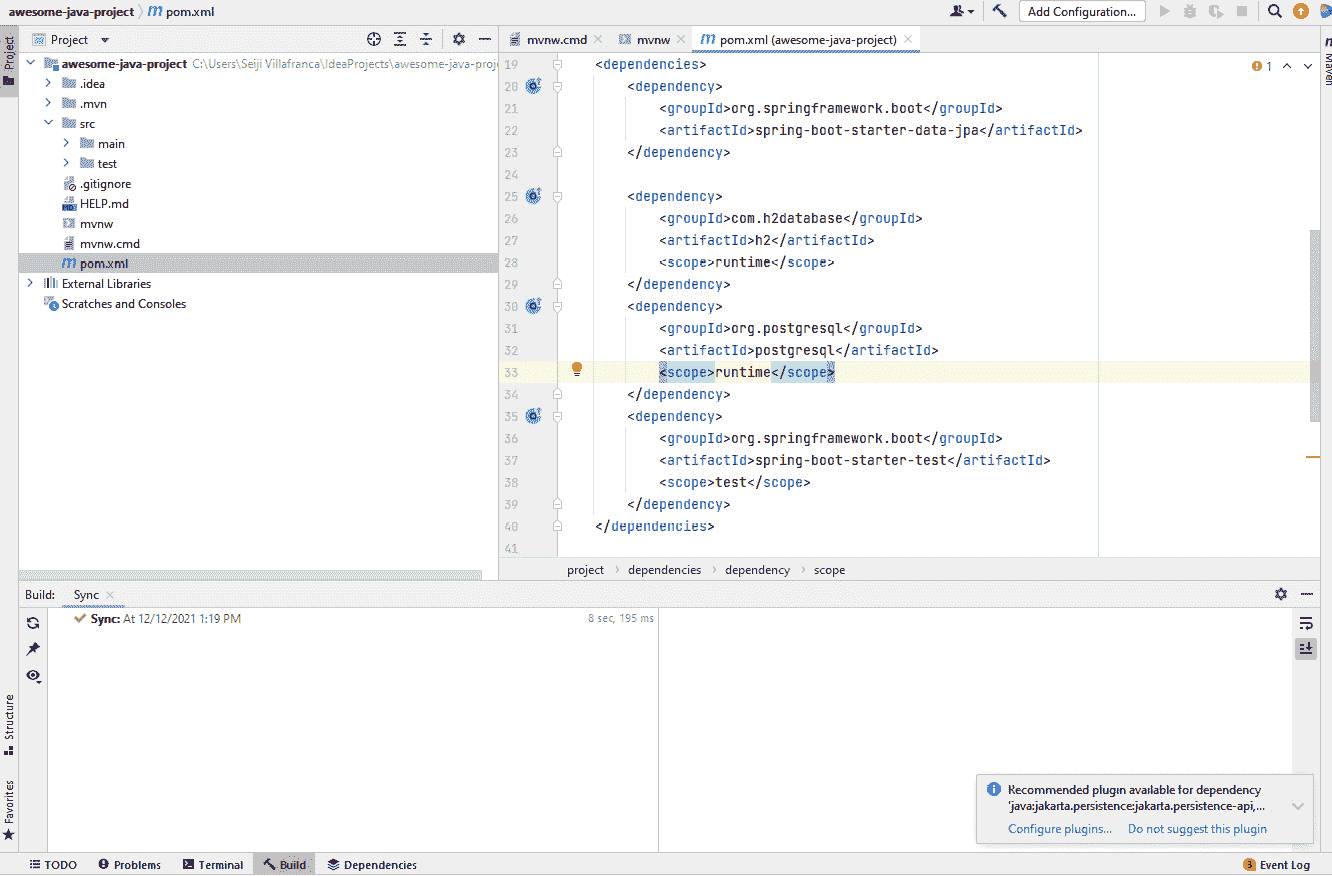 awesome-java-project pom.xml
Add Configuration...
Project
Project
awesome-java-project C:\Users\Seiji Villafranca\IdeaProjects\awesome-java-proj
.idea
.mvn
src
main
test
.gitignore
HELP.md
mvnw
mvnw.cmd
pom.xml
External Libraries
Scratches and Consoles
mvnw.cmd mvnw pom.xml (awesome-java-project)
Maven
1
19 <dependencies>
20 <dependency>
21 <groupId>org.springframework.boot</groupId>
22 <artifactId>spring-boot-starter-data-jpa</artifactId>
23 </dependency>
24
25 <dependency>
26 <groupId>com.h2database</groupId>
27 <artifactId>h2</artifactId>
28 <scope>runtime</scope>
29 </dependency>
30 <dependency>
31 <groupId>org.postgresql</groupId>
32 <artifactId>postgresql</artifactId>
33 <scope>runtime</scope>
34 </dependency>
35 <dependency>
36 <groupId>org.springframework.boot</groupId>
37 <artifactId>spring-boot-starter-test</artifactId>
38 <scope>test</scope>
39 </dependency>
40 </dependencies>
41
project dependencies dependency scope
Build: Sync
Sync: At 12/12/2021 1:19 PM 8 sec, 195 ms
Structure
Favorites
Recommended plugin available for dependency
'java:jakarta.persistence:jakarta.persistence-api,...
Configure plugins... Do not suggest this plugin
TODO Problems Terminal Build Dependencies
3 Event Log